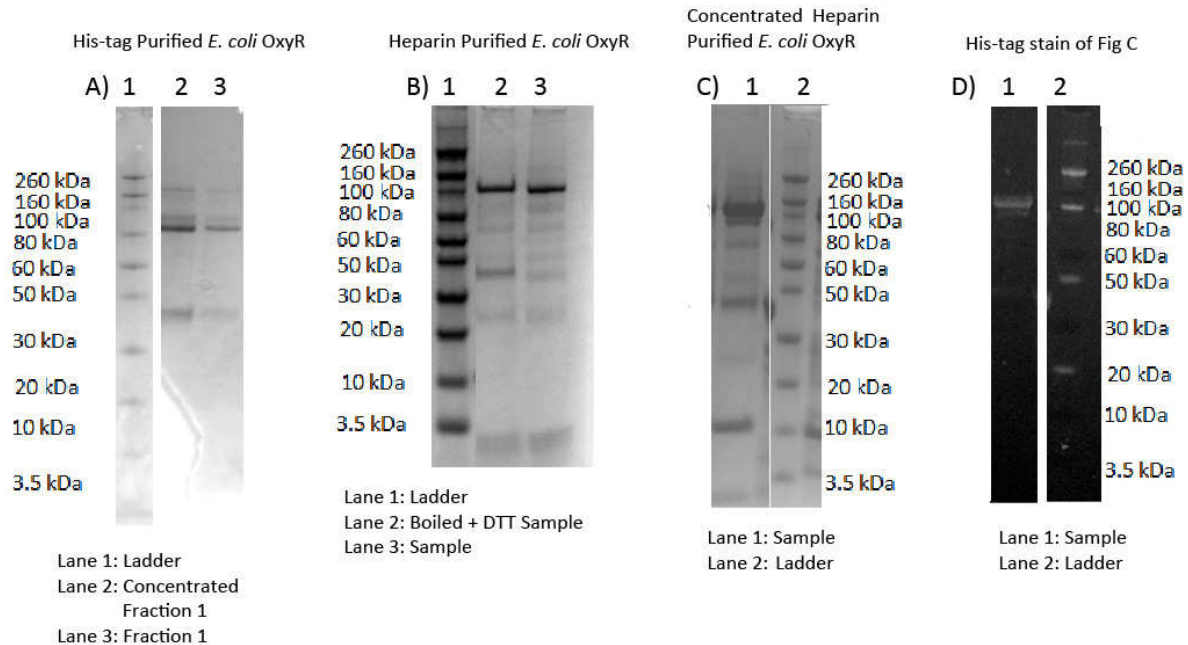 His-tag Purified E. coli OxyR
A) 1 2 3
260 kDa
160 kDa
100 kDa
80 kDa
60 kDa
50 kDa
30 kDa
20 kDa
10 kDa
3.5 kDa
Lane 1: Ladder
Lane 2: Concentrated
Fraction 1
Lane 3: Fraction 1
Heparin Purified E. coli OxyR
B) 1 2 3
260 kDa
160 kDa
100 kDa
80 kDa
60 kDa
50 kDa
30 kDa
20 kDa
10 kDa
3.5 kDa
Lane 1: Ladder
Lane 2: Boiled + DTT Sample
Lane 3: Sample
Concentrated Heparin
Purified E. coli OxyR
C) 1 2
260 kDa
160 kDa
100 kDa
80 kDa
60 kDa
50 kDa
30 kDa
20 kDa
10 kDa
3.5 kDa
Lane 1: Sample
Lane 2: Ladder
His-tag stain of Fig C
D) 1 2
260 kDa
160 kDa
100 kDa
80 kDa
60 kDa
50 kDa
30 kDa
20 kDa
10 kDa
3.5 kDa
Lane 1: Sample
Lane 2: Ladder